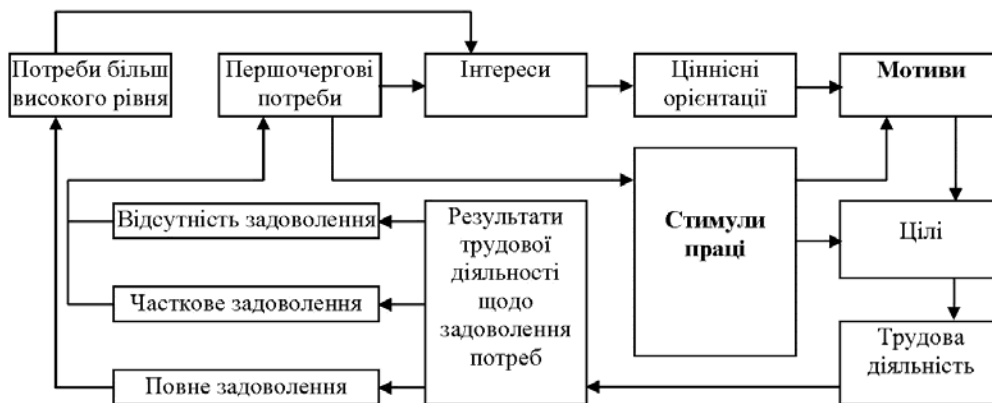 Потреби більш
високого рівня
Першочергові
потреби
Інтереси
Ціннісні
орієнтації
Мотиви
Відсутність задоволення
Часткове задоволення
Повне задоволення
Результати
трудової
діяльності
щодо
задоволення
потреб
Стимули
праці
Цілі
Трудова
діяльність